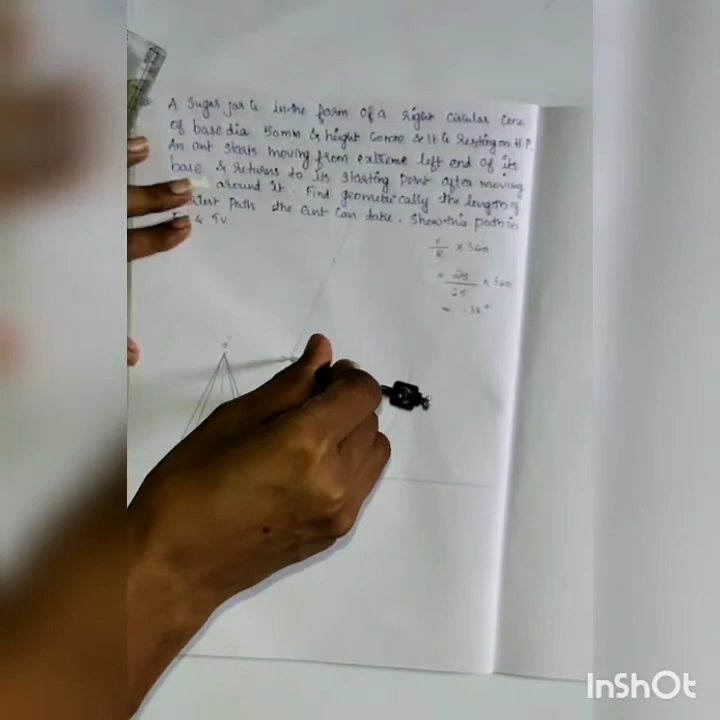 A Sugar jar is in the form of a right circular Cone
of base dia 50mm & height 60mm & It is Resting on H.P.
An ant starts moving from extreme left end of its
base & returns to its starting point after moving
around it. Find geometrically the length of
path the ant can take. Show this path in
& TV
r/R × 360
= 25/65 × 360
= 138°
o'
InShOt